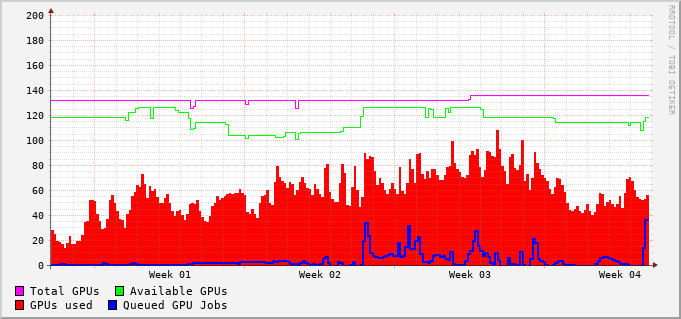 200
180
160
140
120
100
80
60
40
20
0
Week 01 Week 02 Week 03 Week 04
Total GPUs Available GPUs
GPUs used Queued GPU Jobs
RRDTOOL / TOBI OETIKER